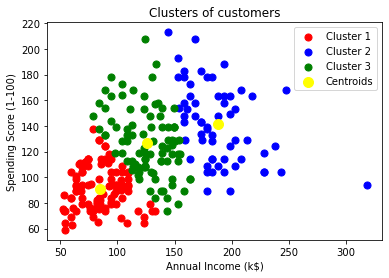 Clusters of customers
Spending Score (1-100)
220
200
180
160
140
120
100
80
60
Cluster 1
Cluster 2
Cluster 3
Centroids
50
100
150
200
250
300
Annual Income (k$)